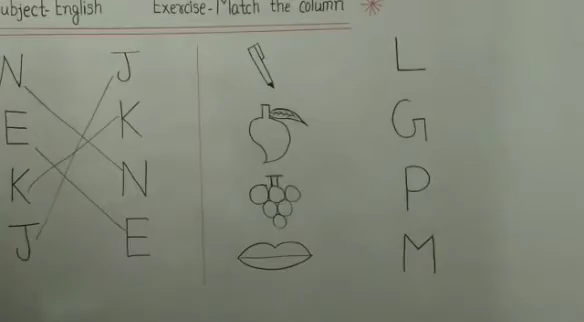 ubject- English Exercise-Match the column
N J L
E K G
K N P
J E M